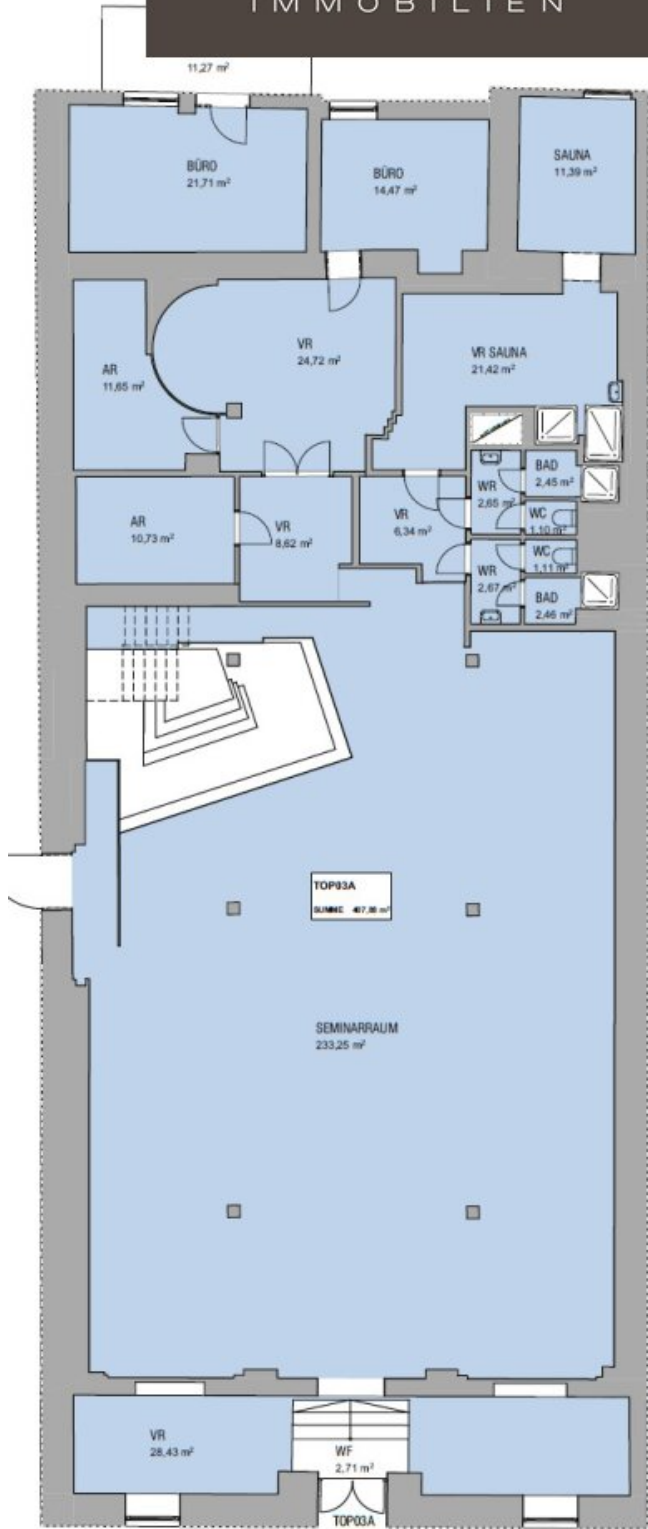 IMMOBILIEN
11,27 m²
BÜRO
21,71 m²
BÜRO
14,47 m²
SAUNA
11,39 m²
AR
11,65 m²
VR
24,72 m²
VR SAUNA
21,42 m²
AR
10,73 m²
VR
8,62 m²
VR
6,34 m²
WR
2,65 m²
BAD
2,45 m²
WC
1,10 m²
WC
1,11 m²
WR
2,67 m²
BAD
2,46 m²
TOP03A
SUMME
SEMINARRAUM
233,25 m²
VR
28,43 m²
WF
2,71 m²
TOP03A